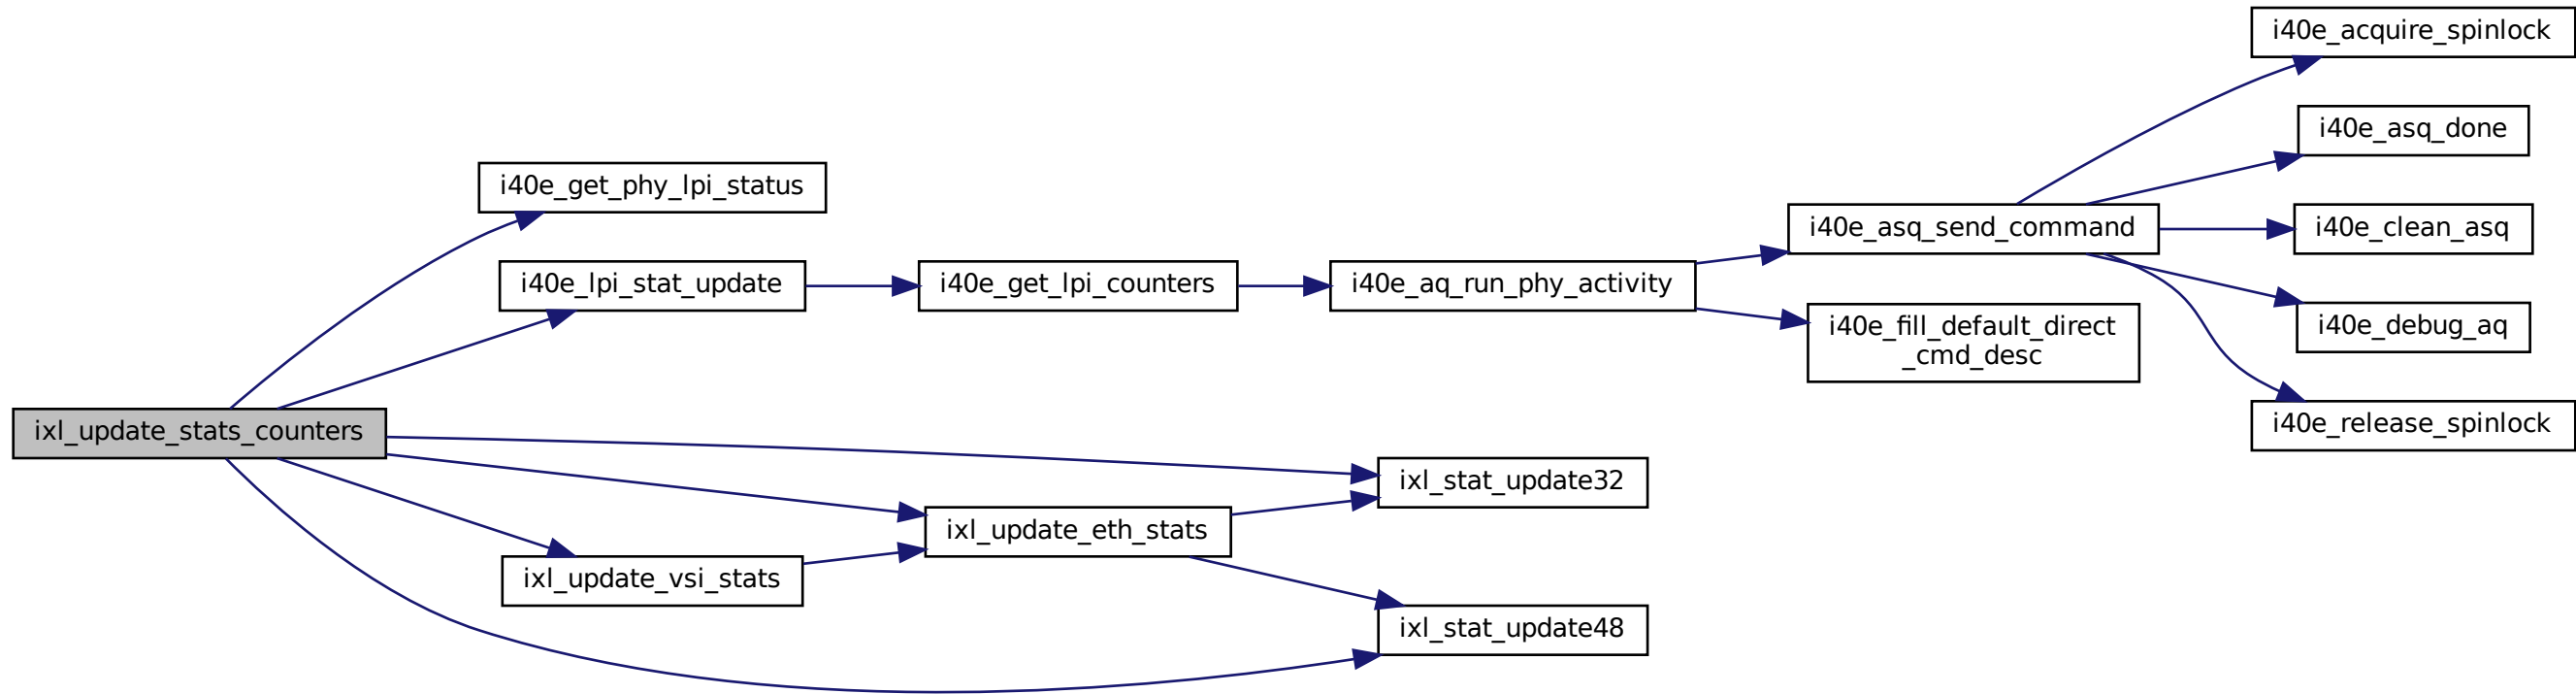 i40e_acquire_spinlock
i40e_asq_done
i40e_get_phy_lpi_status
i40e_asq_send_command
i40e_clean_asq
i40e_lpi_stat_update
i40e_get_lpi_counters
i40e_aq_run_phy_activity
i40e_fill_default_direct
_cmd_desc
i40e_debug_aq
ixl_update_stats_counters
i40e_release_spinlock
ixl_stat_update32
ixl_update_eth_stats
ixl_update_vsi_stats
ixl_stat_update48